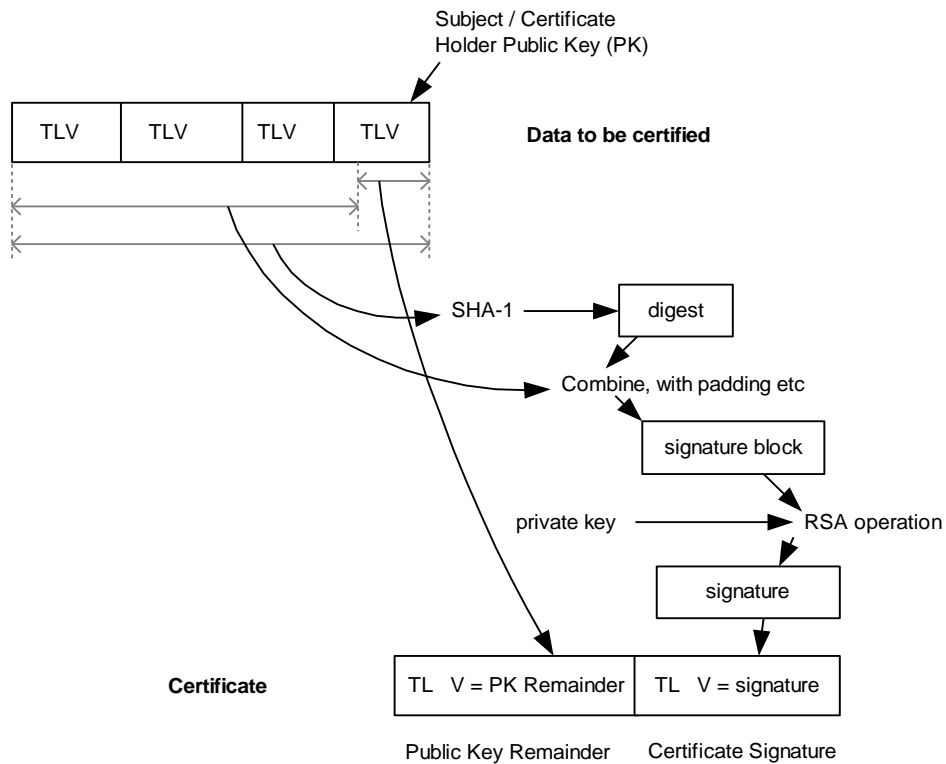 Subject / Certificate
Holder Public Key (PK)
TLV TLV TLV TLV
Data to be certified
SHA-1
digest
Combine, with padding etc
signature block
private key
RSA operation
signature
Certificate
TL V = PK Remainder
TL V = signature
Public Key Remainder
Certificate Signature